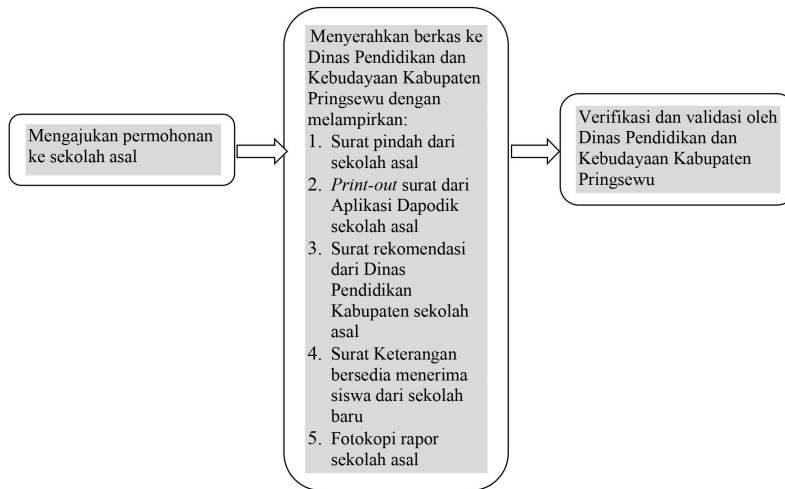 Mengajukan permohonan
ke sekolah asal
Menyerahkan berkas ke
Dinas Pendidikan dan
Kebudayaan Kabupaten
Pringsewu dengan
melampirkan:
1. Surat pindah dari
sekolah asal
2. Print-out surat dari
Aplikasi Dapodik
sekolah asal
3. Surat rekomendasi
dari Dinas
Pendidikan
Kabupaten sekolah
asal
4. Surat Keterangan
bersedia menerima
siswa dari sekolah
baru
5. Fotokopi rapor
sekolah asal
Verifikasi dan validasi oleh
Dinas Pendidikan dan
Kebudayaan Kabupaten
Pringsewu